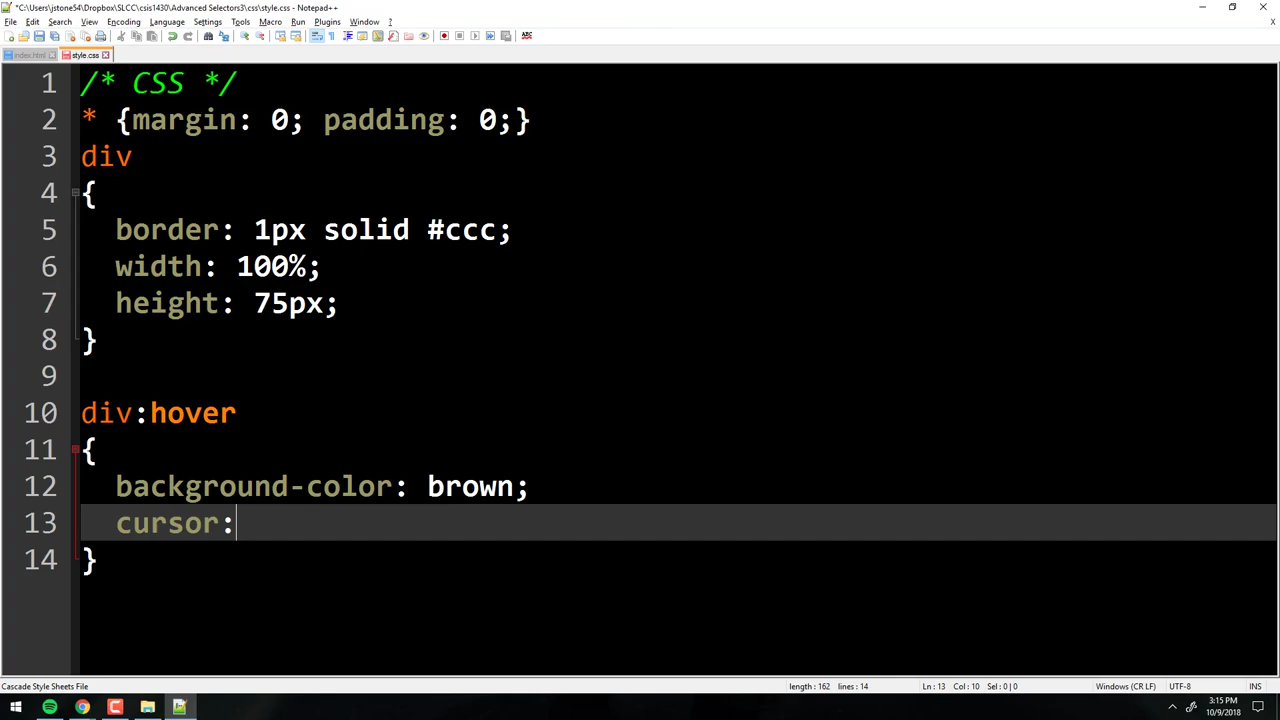 *C:\Users\jstone54\Dropbox\SLCC\csis1430\Advanced Selectors3\css\style.css - Notepad++
File Edit Search View Encoding Language Settings Tools Macro Run Plugins Window ?
X
index.html style.css
1 /* CSS */
2 * {margin: 0; padding: 0;}
3 div
4 {
5 border: 1px solid #ccc;
6 width: 100%;
7 height: 75px;
8 }
9
10 div:hover
11 {
12 background-color: brown;
13 cursor:
14 }
Cascade Style Sheets File length : 162 lines : 14 Ln : 13 Col : 10 Sel : 0 | 0 Windows (CR LF) UTF-8 INS
3:15 PM
10/9/2018